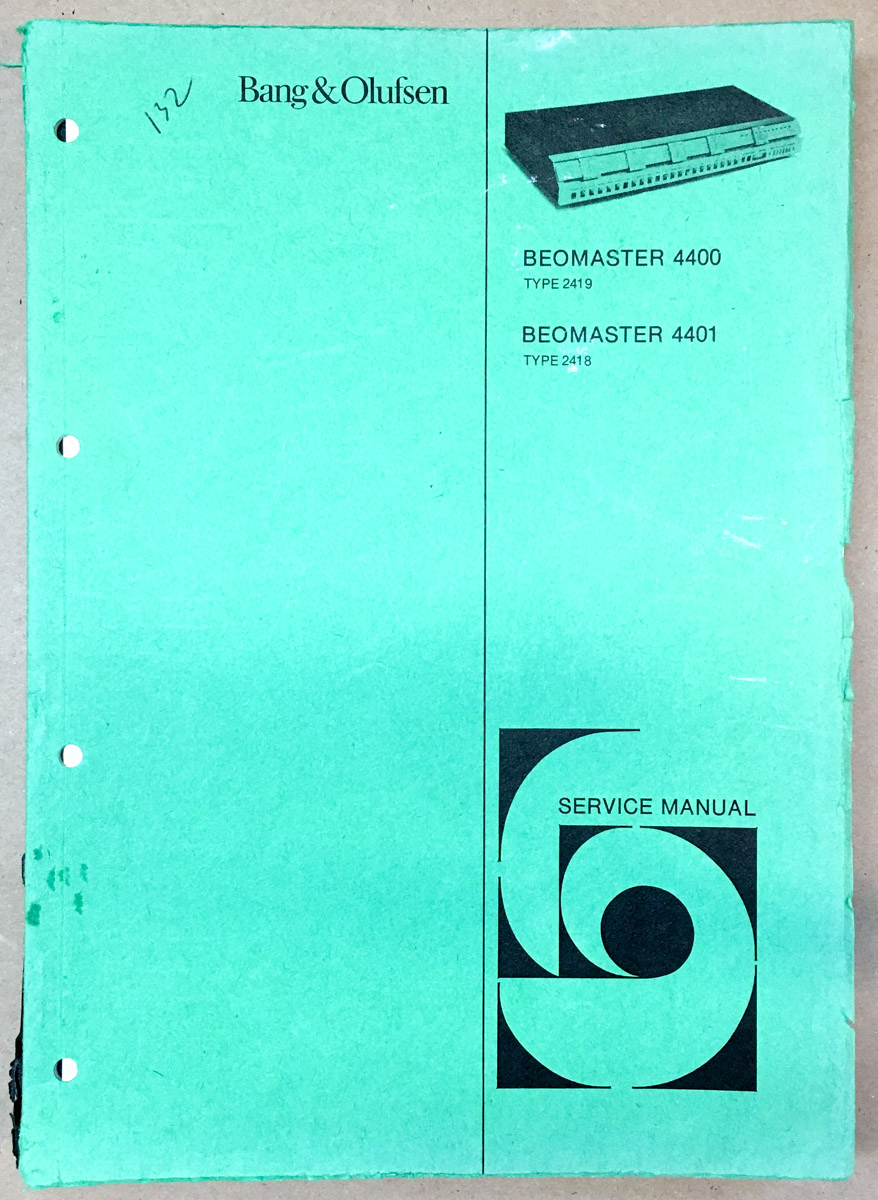 132
Bang & Olufsen
BEOMASTER 4400
TYPE 2419
BEOMASTER 4401
TYPE 2418
SERVICE MANUAL